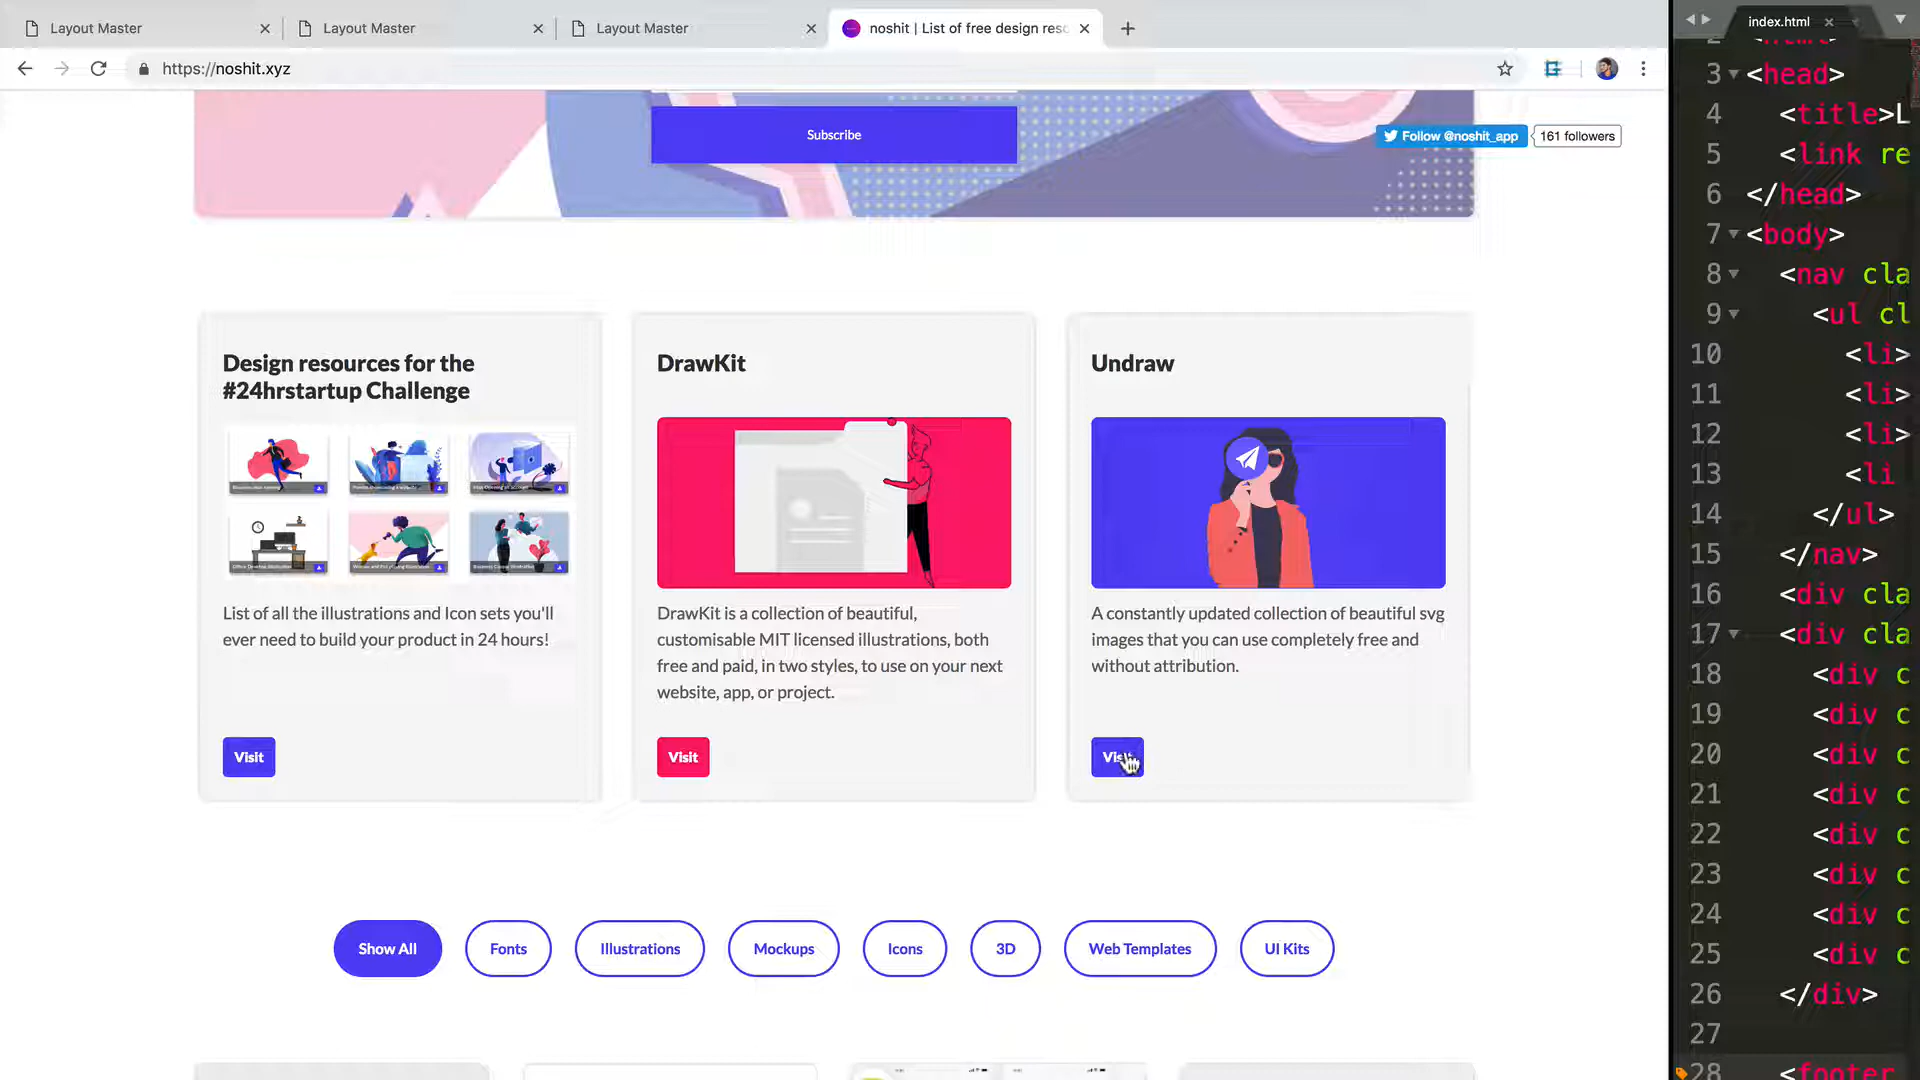 Layout Master
Layout Master
Layout Master
noshit | List of free design reso
index.html
https://noshit.xyz
Subscribe
Follow @noshit_app
161 followers
Design resources for the
#24hrstartup Challenge
List of all the illustrations and Icon sets you'll
ever need to build your product in 24 hours!
Visit
DrawKit
DrawKit is a collection of beautiful,
customisable MIT licensed illustrations, both
free and paid, in two styles, to use on your next
website, app, or project.
Visit
Undraw
A constantly updated collection of beautiful svg
images that you can use completely free and
without attribution.
Show All
Fonts
Illustrations
Mockups
Icons
3D
Web Templates
UI Kits
3 <head>
4 <title>L
5 <link re
6 </head>
7 <body>
8 <nav cla
9 <ul cl
10 <li>
11 <li>
12 <li>
13 <li
14 </ul>
15 </nav>
16 <div cla
17 <div cla
18 <div c
19 <div c
20 <div c
21 <div c
22 <div c
23 <div c
24 <div c
25 <div c
26 </div>
27
28 <footer